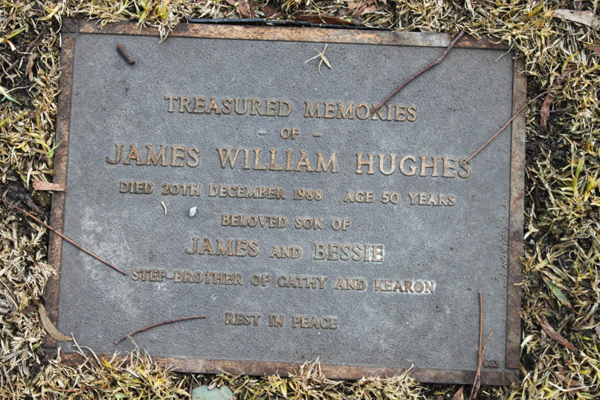 TREASURED MEMORIES
- OF -
JAMES WILLIAM HUGHES
DIED 20TH DECEMBER 1988 AGE 50 YEARS
BELOVED SON OF
JAMES AND BESSIE
STEP-BROTHER OF CATHY AND KEARON
REST IN PEACE